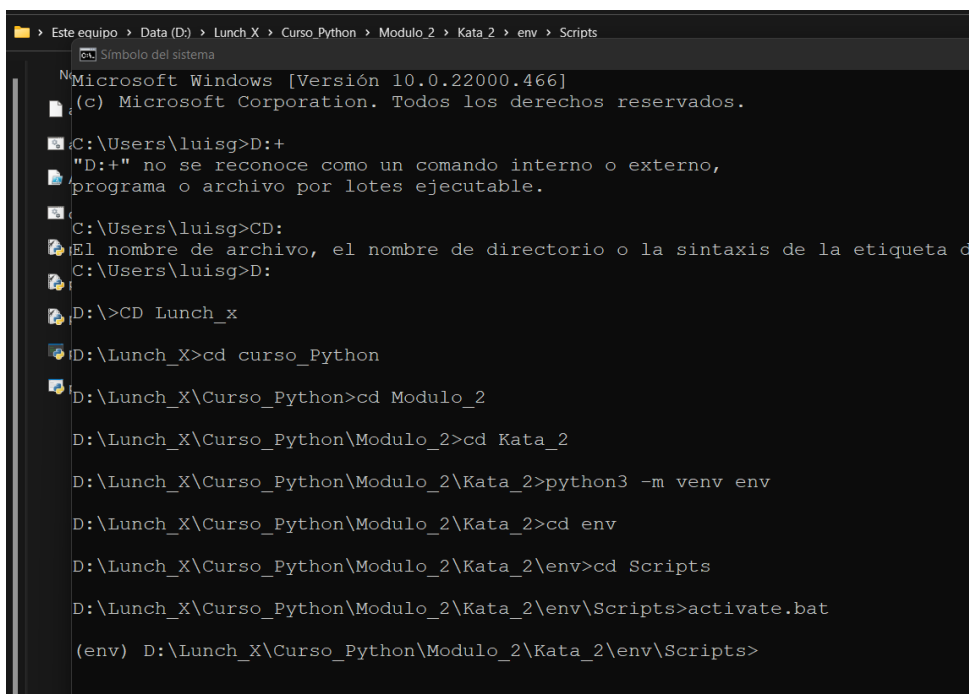 Este equipo > Data (D:) > Lunch_X > Curso_Python > Modulo_2 > Kata_2 > env > Scripts
Símbolo del sistema
Microsoft Windows [Versión 10.0.22000.466]
(c) Microsoft Corporation. Todos los derechos reservados.
C:\Users\luisg>D:+
"D:+" no se reconoce como un comando interno o externo,
programa o archivo por lotes ejecutable.
C:\Users\luisg>CD:
El nombre de archivo, el nombre de directorio o la sintaxis de la etiqueta
C:\Users\luisg>D:
D:\>CD Lunch_x
D:\Lunch_X>cd curso_Python
D:\Lunch_X\Curso_Python>cd Modulo_2
D:\Lunch_X\Curso_Python\Modulo_2>cd Kata_2
D:\Lunch_X\Curso_Python\Modulo_2\Kata_2>python3 -m venv env
D:\Lunch_X\Curso_Python\Modulo_2\Kata_2>cd env
D:\Lunch_X\Curso_Python\Modulo_2\Kata_2\env>cd Scripts
D:\Lunch_X\Curso_Python\Modulo_2\Kata_2\env\Scripts>activate.bat
(env) D:\Lunch_X\Curso_Python\Modulo_2\Kata_2\env\Scripts>